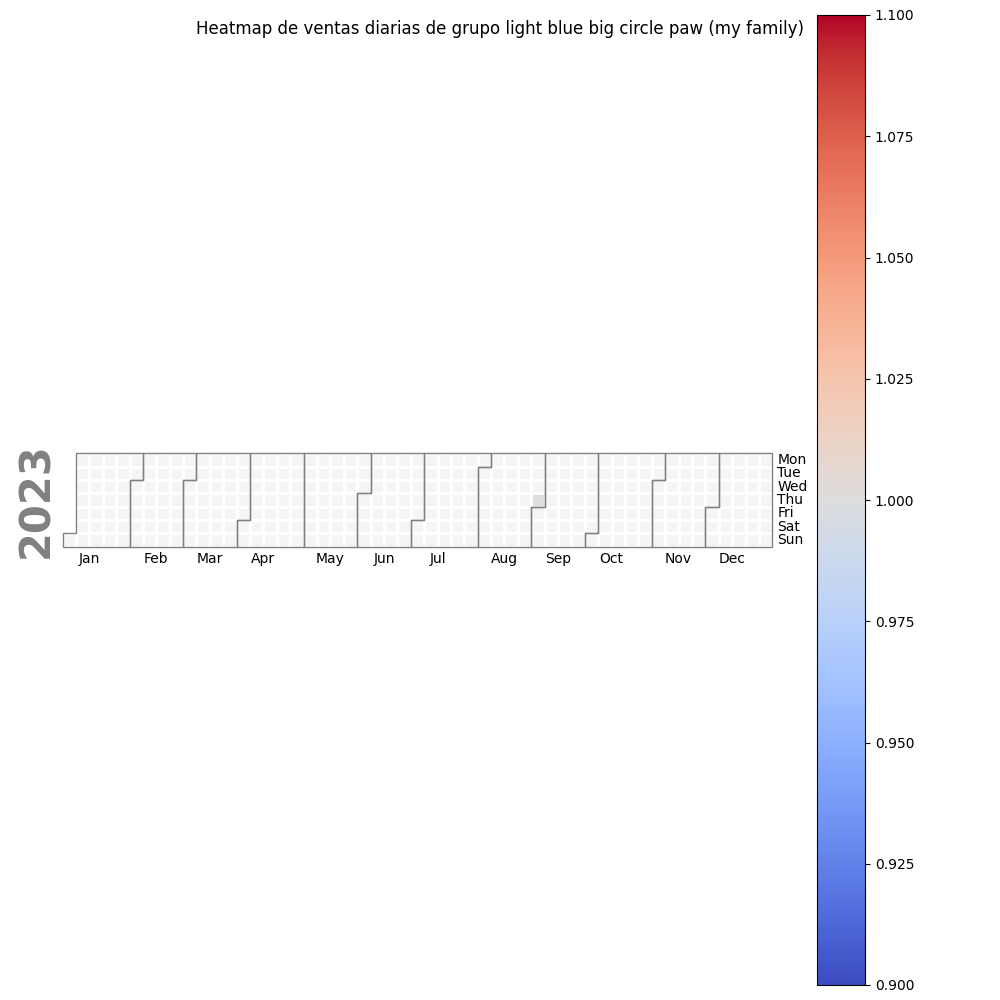 Heatmap de ventas diarias de grupo light blue big circle paw (my family)
2023
Mon
Tue
Wed
Thu
Fri
Sat
Sun
Jan Feb Mar Apr May Jun Jul Aug Sep Oct Nov Dec
1.100
1.075
1.050
1.025
1.000
0.975
0.950
0.925
0.900